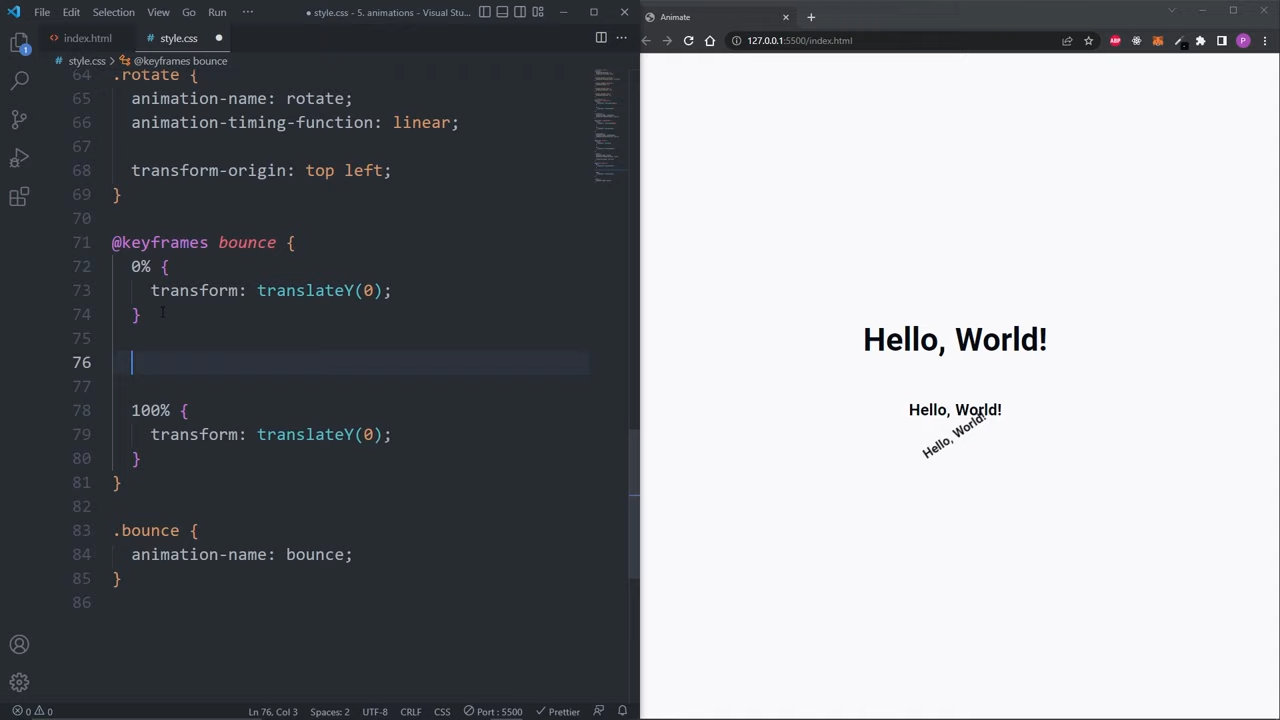 File Edit View Go Run ··· ● style.css - 5. animations - Visual Stu...
index.html style.css ●
style.css > @keyframes bounce
64 .rotate {
65 animation-name: rotate;
66 animation-timing-function: linear;
67
68 transform-origin: top left;
69 }
70
71 @keyframes bounce {
72 0% {
73 transform: translateY(0);
74 }
75
76
77
78 100% {
79 transform: translateY(0);
80 }
81 }
82
83 .bounce {
84 animation-name: bounce;
85 }
86
1
0 0 Ln 76, Col 3 Spaces: 2 UTF-8 CRLF CSS Port : 5500 Prettier
Animate
127.0.0.1:5500/index.html
ABP P
Hello, World!
Hello, World!
Hello, World!